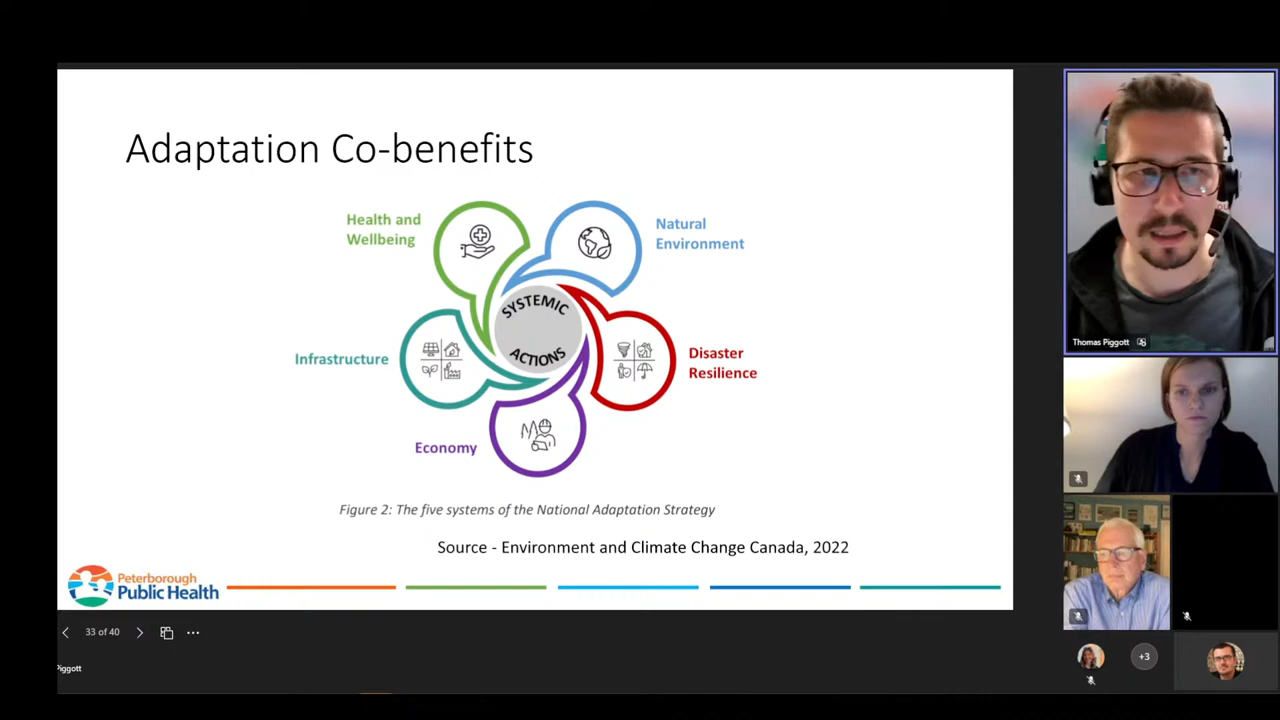 Adaptation Co-benefits
Health and
Wellbeing
Natural
Environment
SYSTEMIC
ACTIONS
Infrastructure
Disaster
Resilience
Economy
Figure 2: The five systems of the National Adaptation Strategy
Source - Environment and Climate Change Canada, 2022
Peterborough
Public Health
33 of 40
Piggott
Thomas Piggott
+3